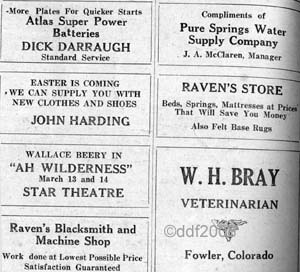 -More Plates For Quicker Starts
Atlas Super Power
Batteries
DICK DARRAUGH
Standard Service
EASTER IS COMING
WE CAN SUPPLY YOU WITH
NEW CLOTHES AND SHOES
JOHN HARDING
WALLACE BEERY IN
"AH WILDERNESS"
March 13 and 14
STAR THEATRE
Raven's Blacksmith and
Machine Shop
Work done at Lowest Possible Price
Satisfaction Guaranteed
Compliments of
Pure Springs Water
Supply Company
J. A. McClaren, Manager
RAVEN'S STORE
Beds, Springs, Mattresses at Prices
That Will Save You Money
Also Felt Base Rugs
W. H. BRAY
VETERINARIAN
©ddf2006
Fowler, Colorado